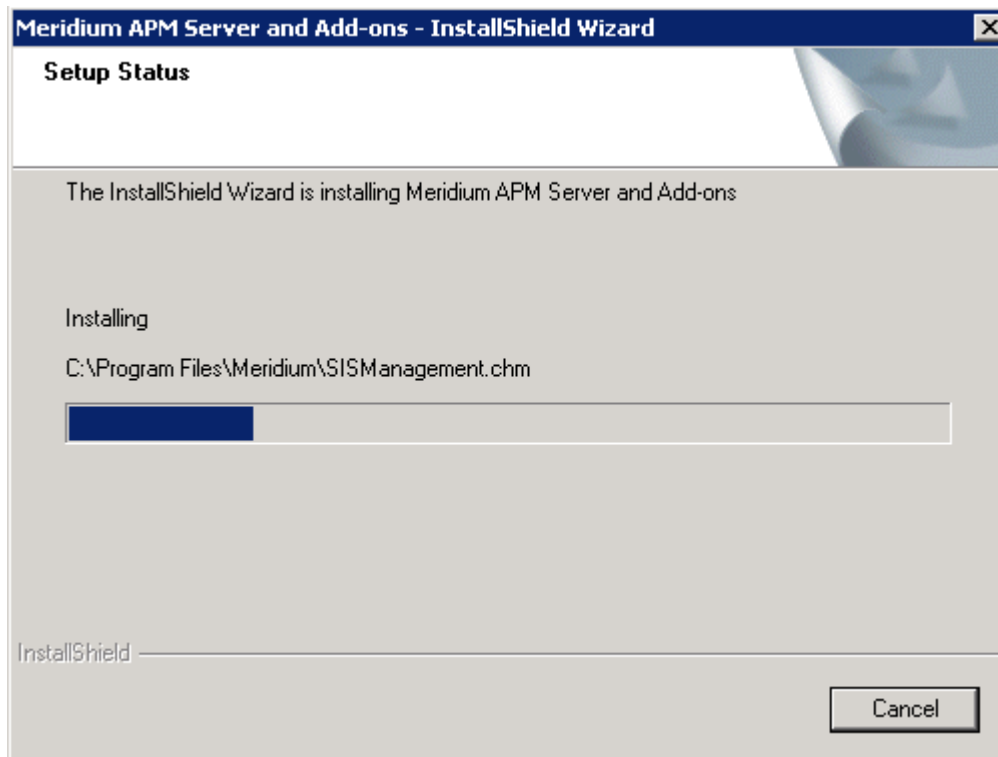 Meridium APM Server and Add-ons - InstallShield Wizard
Setup Status
The InstallShield Wizard is installing Meridium APM Server and Add-ons
Installing
C:\Program Files\Meridium\SISManagement.chm
InstallShield
Cancel